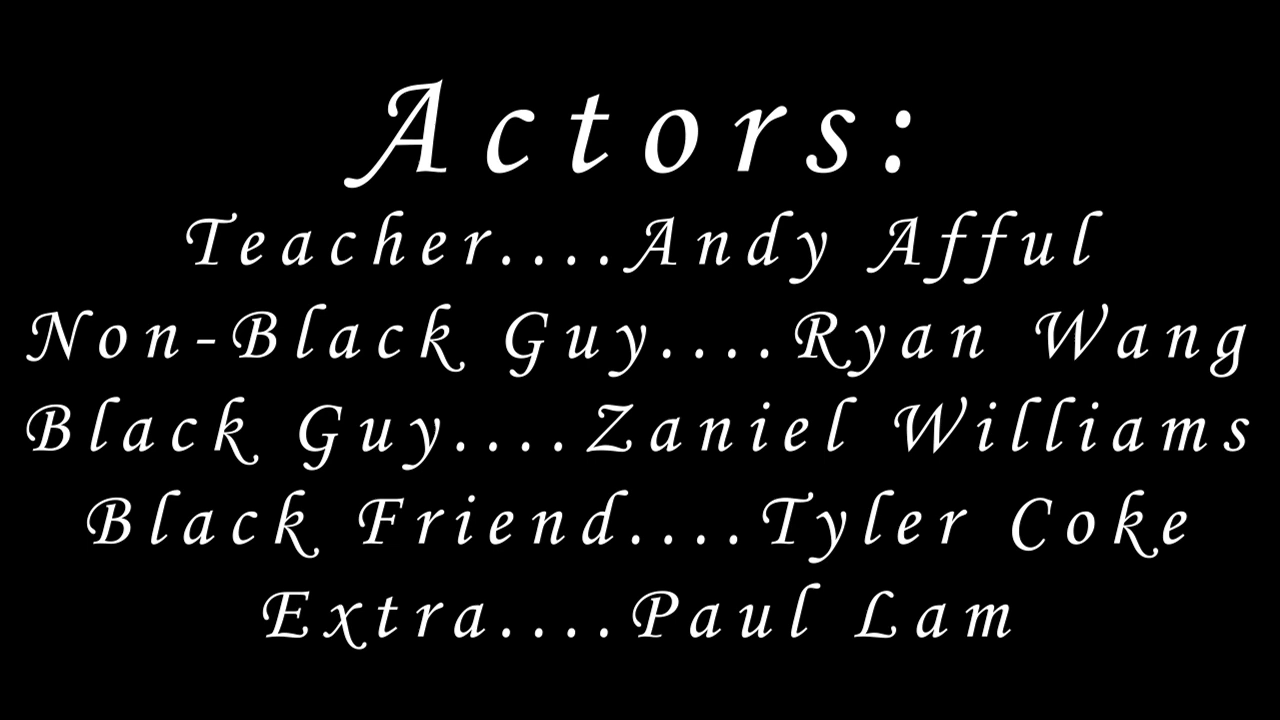 Actors:
Teacher....Andy Afful
Non-Black Guy....Ryan Wang
Black Guy....Zaniel Williams
Black Friend....Tyler Coke
Extra....Paul Lam